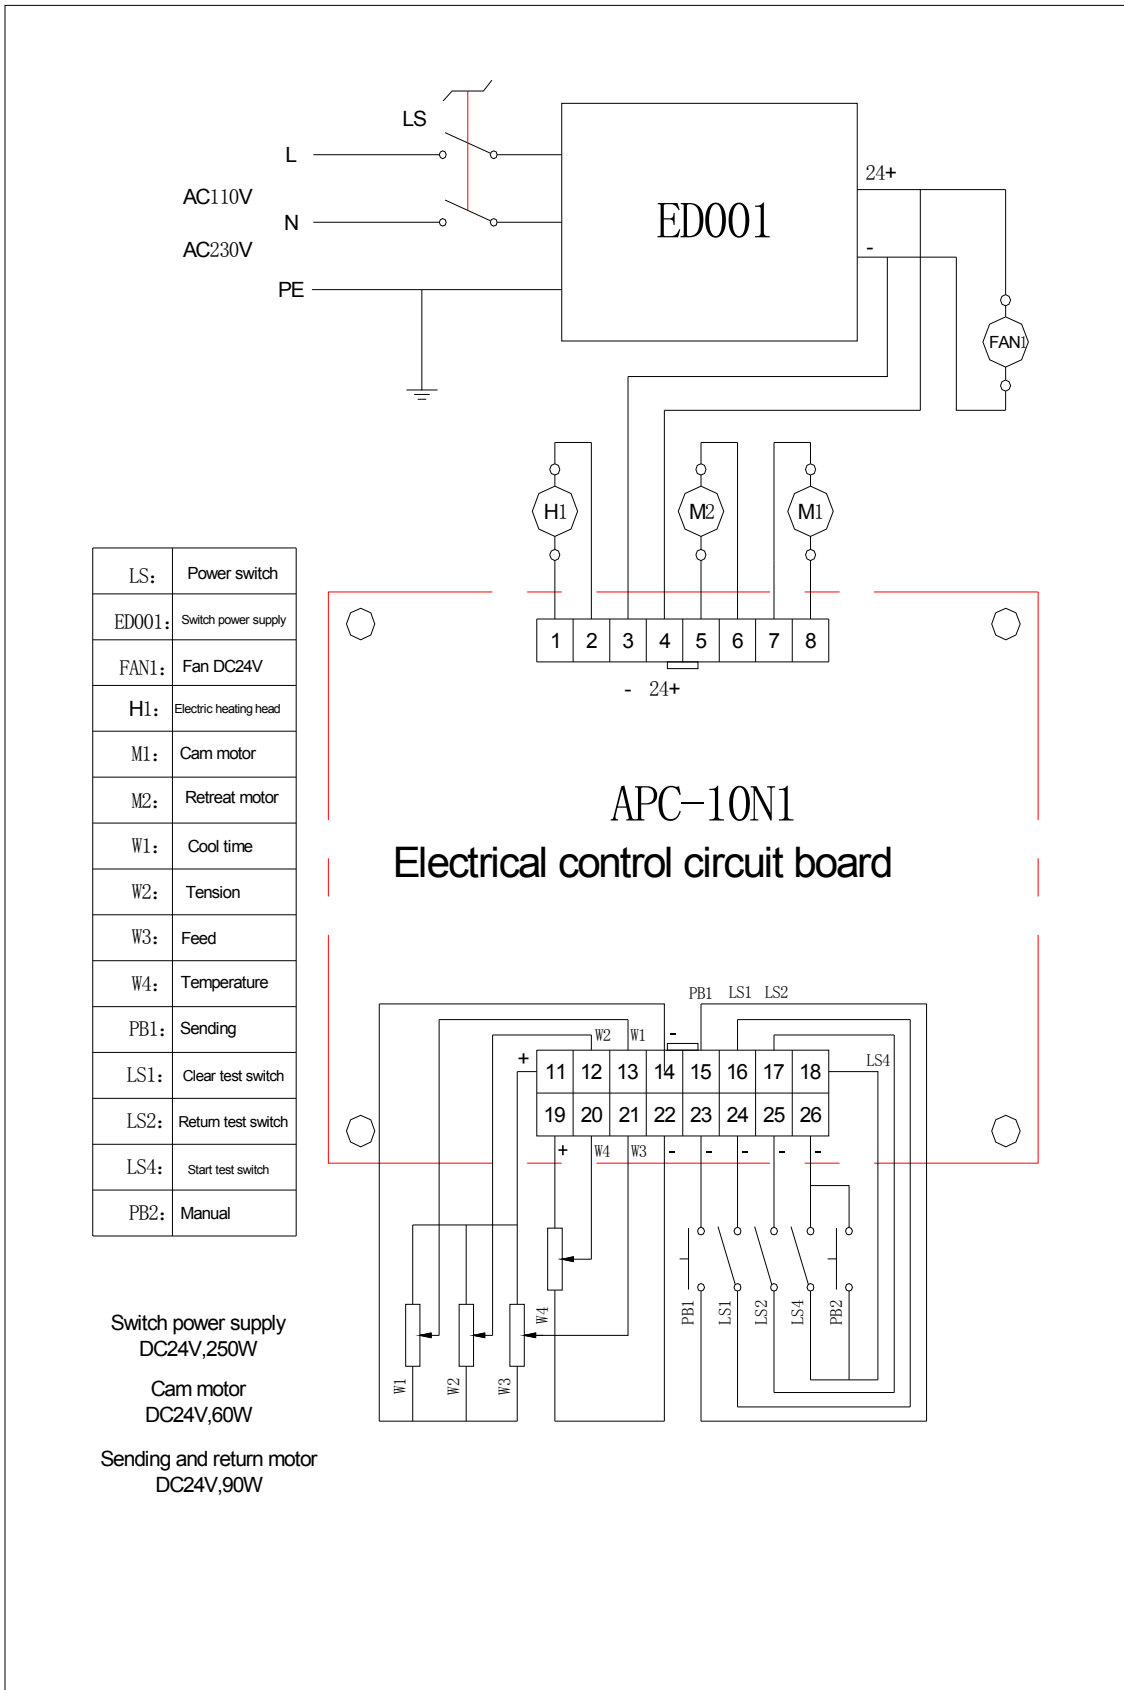 LS
L
AC110V
N
AC230V
PE
ED001
24+
-
FAN1
H1
M2
M1
1 2 3 4 5 6 7 8
- 24+
APC-10N1
Electrical control circuit board
LS: Power switch
ED001: Switch power supply
FAN1: Fan DC24V
H1: Electric heating head
M1: Cam motor
M2: Retreat motor
W1: Cool time
W2: Tension
W3: Feed
W4: Temperature
PB1: Sending
LS1: Clear test switch
LS2: Return test switch
LS4: Start test switch
PB2: Manual
PB1 LS1 LS2
+ W2 W1 - LS4
11 12 13 14 15 16 17 18
19 20 21 22 23 24 25 26
+ W4 W3 - - - - -
W4
PB1 LS1 LS2 LS4 PB2
W1 W2 W3
Switch power supply
DC24V,250W
Cam motor
DC24V,60W
Sending and return motor
DC24V,90W